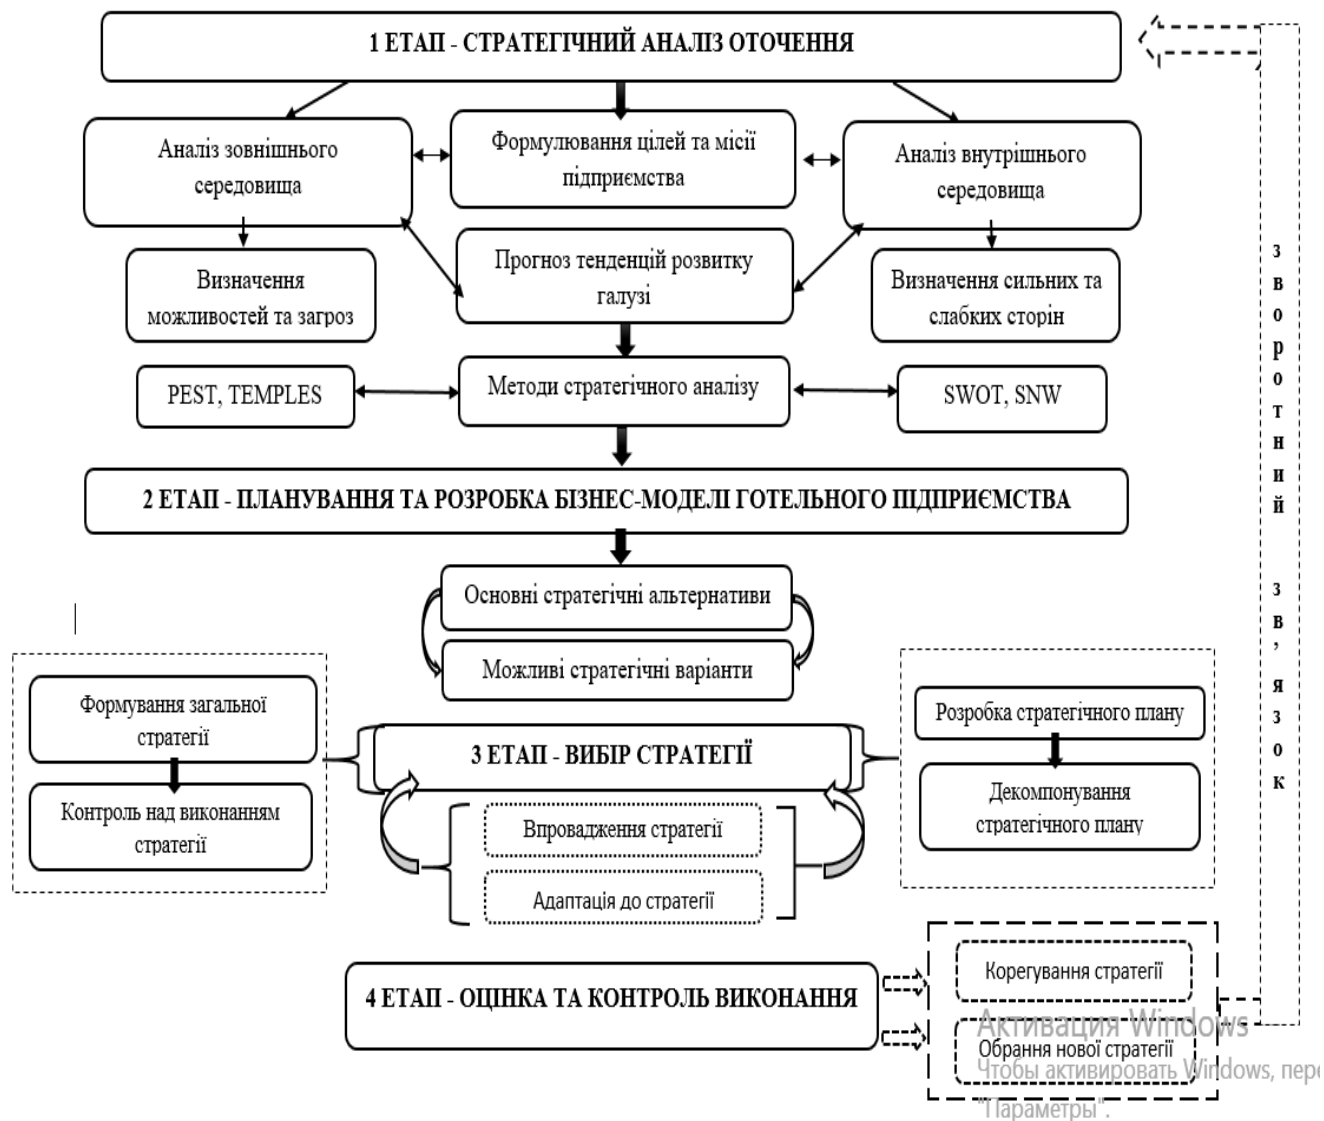 1 ЕТАП - СТРАТЕГІЧНИЙ АНАЛІЗ ОТОЧЕННЯ
Аналіз зовнішнього
середовища
Формулювання цілей та місії
підприємства
Аналіз внутрішнього
середовища
Визначення
можливостей та загроз
Прогноз тенденцій розвитку
галузі
Визначення сильних та
слабких сторін
PEST, TEMPLES
Методи стратегічного аналізу
SWOT, SNW
2 ЕТАП - ПЛАНУВАННЯ ТА РОЗРОБКА БІЗНЕС-МОДЕЛІ ГОТЕЛЬНОГО ПІДПРИЄМСТВА
Основні стратегічні альтернативи
Можливі стратегічні варіанти
Формування загальної
стратегії
Контроль над виконанням
стратегії
3 ЕТАП - ВИБІР СТРАТЕГІЇ
Впровадження стратегії
Адаптація до стратегії
Розробка стратегічного плану
Декомпонування
стратегічного плану
4 ЕТАП - ОЦІНКА ТА КОНТРОЛЬ ВИКОНАННЯ
Корегування стратегії
Обрання нової стратегії
зворотний зв’язок
Активация Windows
Чтобы активировать Windows, пере
"Параметры".